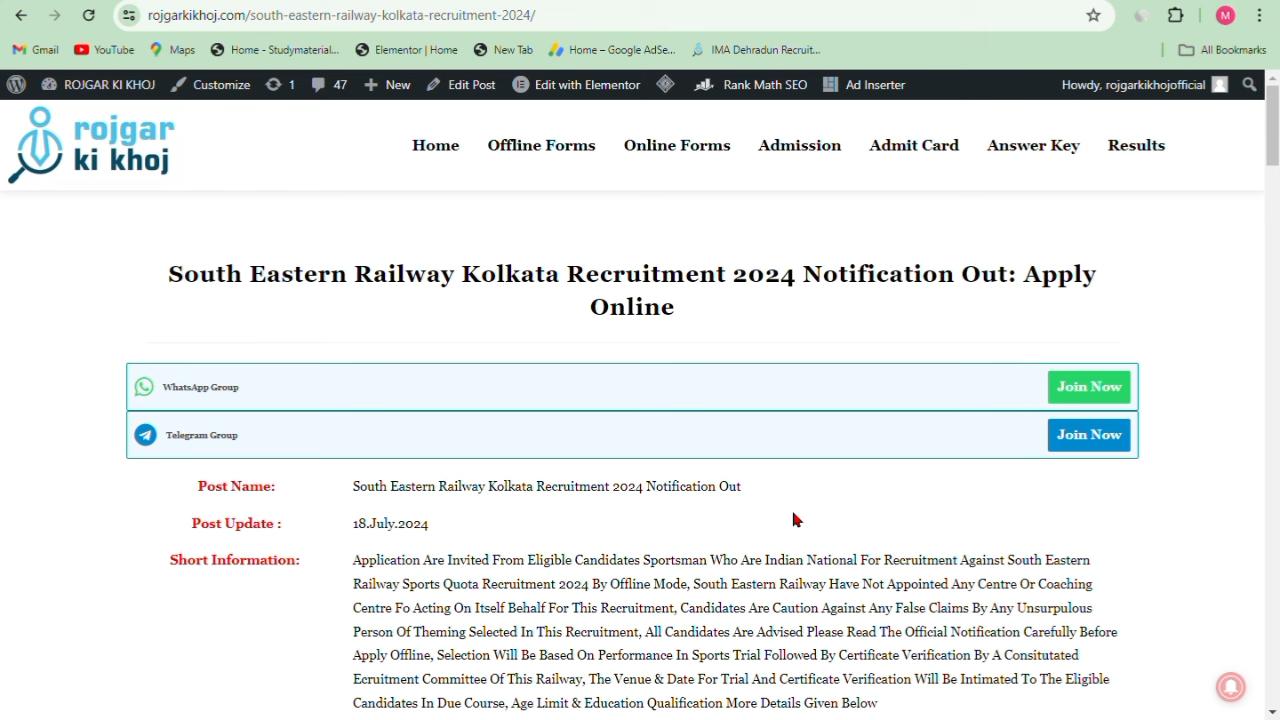 rojgarkikhoj.com/south-eastern-railway-kolkata-recruitment-2024/
M
Gmail YouTube Maps Home - Studymaterial... Elementor | Home New Tab Home – Google AdSe... IMA Dehradun Recruit... All Bookmarks
ROJGAR KI KHOJ Customize 1 47 New Edit Post Edit with Elementor Rank Math SEO Ad Inserter Howdy, rojgarkikhojofficial
rojgar
ki khoj
Home Offline Forms Online Forms Admission Admit Card Answer Key Results
South Eastern Railway Kolkata Recruitment 2024 Notification Out: Apply
Online
WhatsApp Group Join Now
Telegram Group Join Now
Post Name: South Eastern Railway Kolkata Recruitment 2024 Notification Out
Post Update : 18.July.2024
Short Information: Application Are Invited From Eligible Candidates Sportsman Who Are Indian National For Recruitment Against South Eastern
Railway Sports Quota Recruitment 2024 By Offline Mode, South Eastern Railway Have Not Appointed Any Centre Or Coaching
Centre Fo Acting On Itself Behalf For This Recruitment, Candidates Are Caution Against Any False Claims By Any Unsurpulous
Person Of Theming Selected In This Recruitment, All Candidates Are Advised Please Read The Official Notification Carefully Before
Apply Offline, Selection Will Be Based On Performance In Sports Trial Followed By Certificate Verification By A Consitutated
Ecruitment Committee Of This Railway, The Venue & Date For Trial And Certificate Verification Will Be Intimated To The Eligible
Candidates In Due Course, Age Limit & Education Qualification More Details Given Below